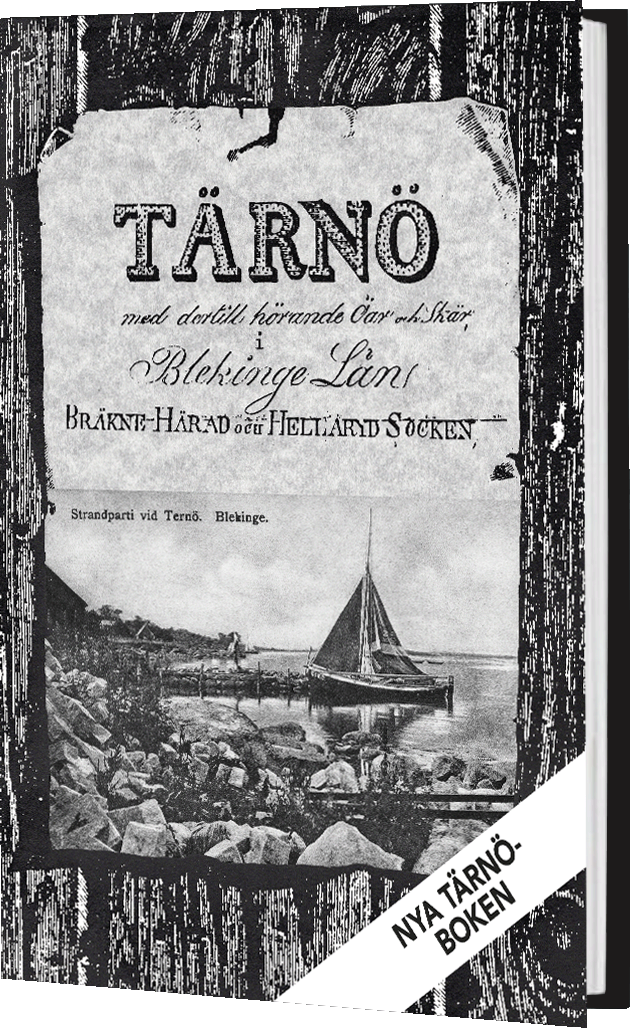 TÄRNÖ
med dertill hörande Öar och Skär,
i
Blekinge Län,
BRÄKNE-HÄRAD och HELLARYD SOCKEN,
Strandparti vid Ternö. Blekinge.
NYA TÄRNÖ-
BOKEN